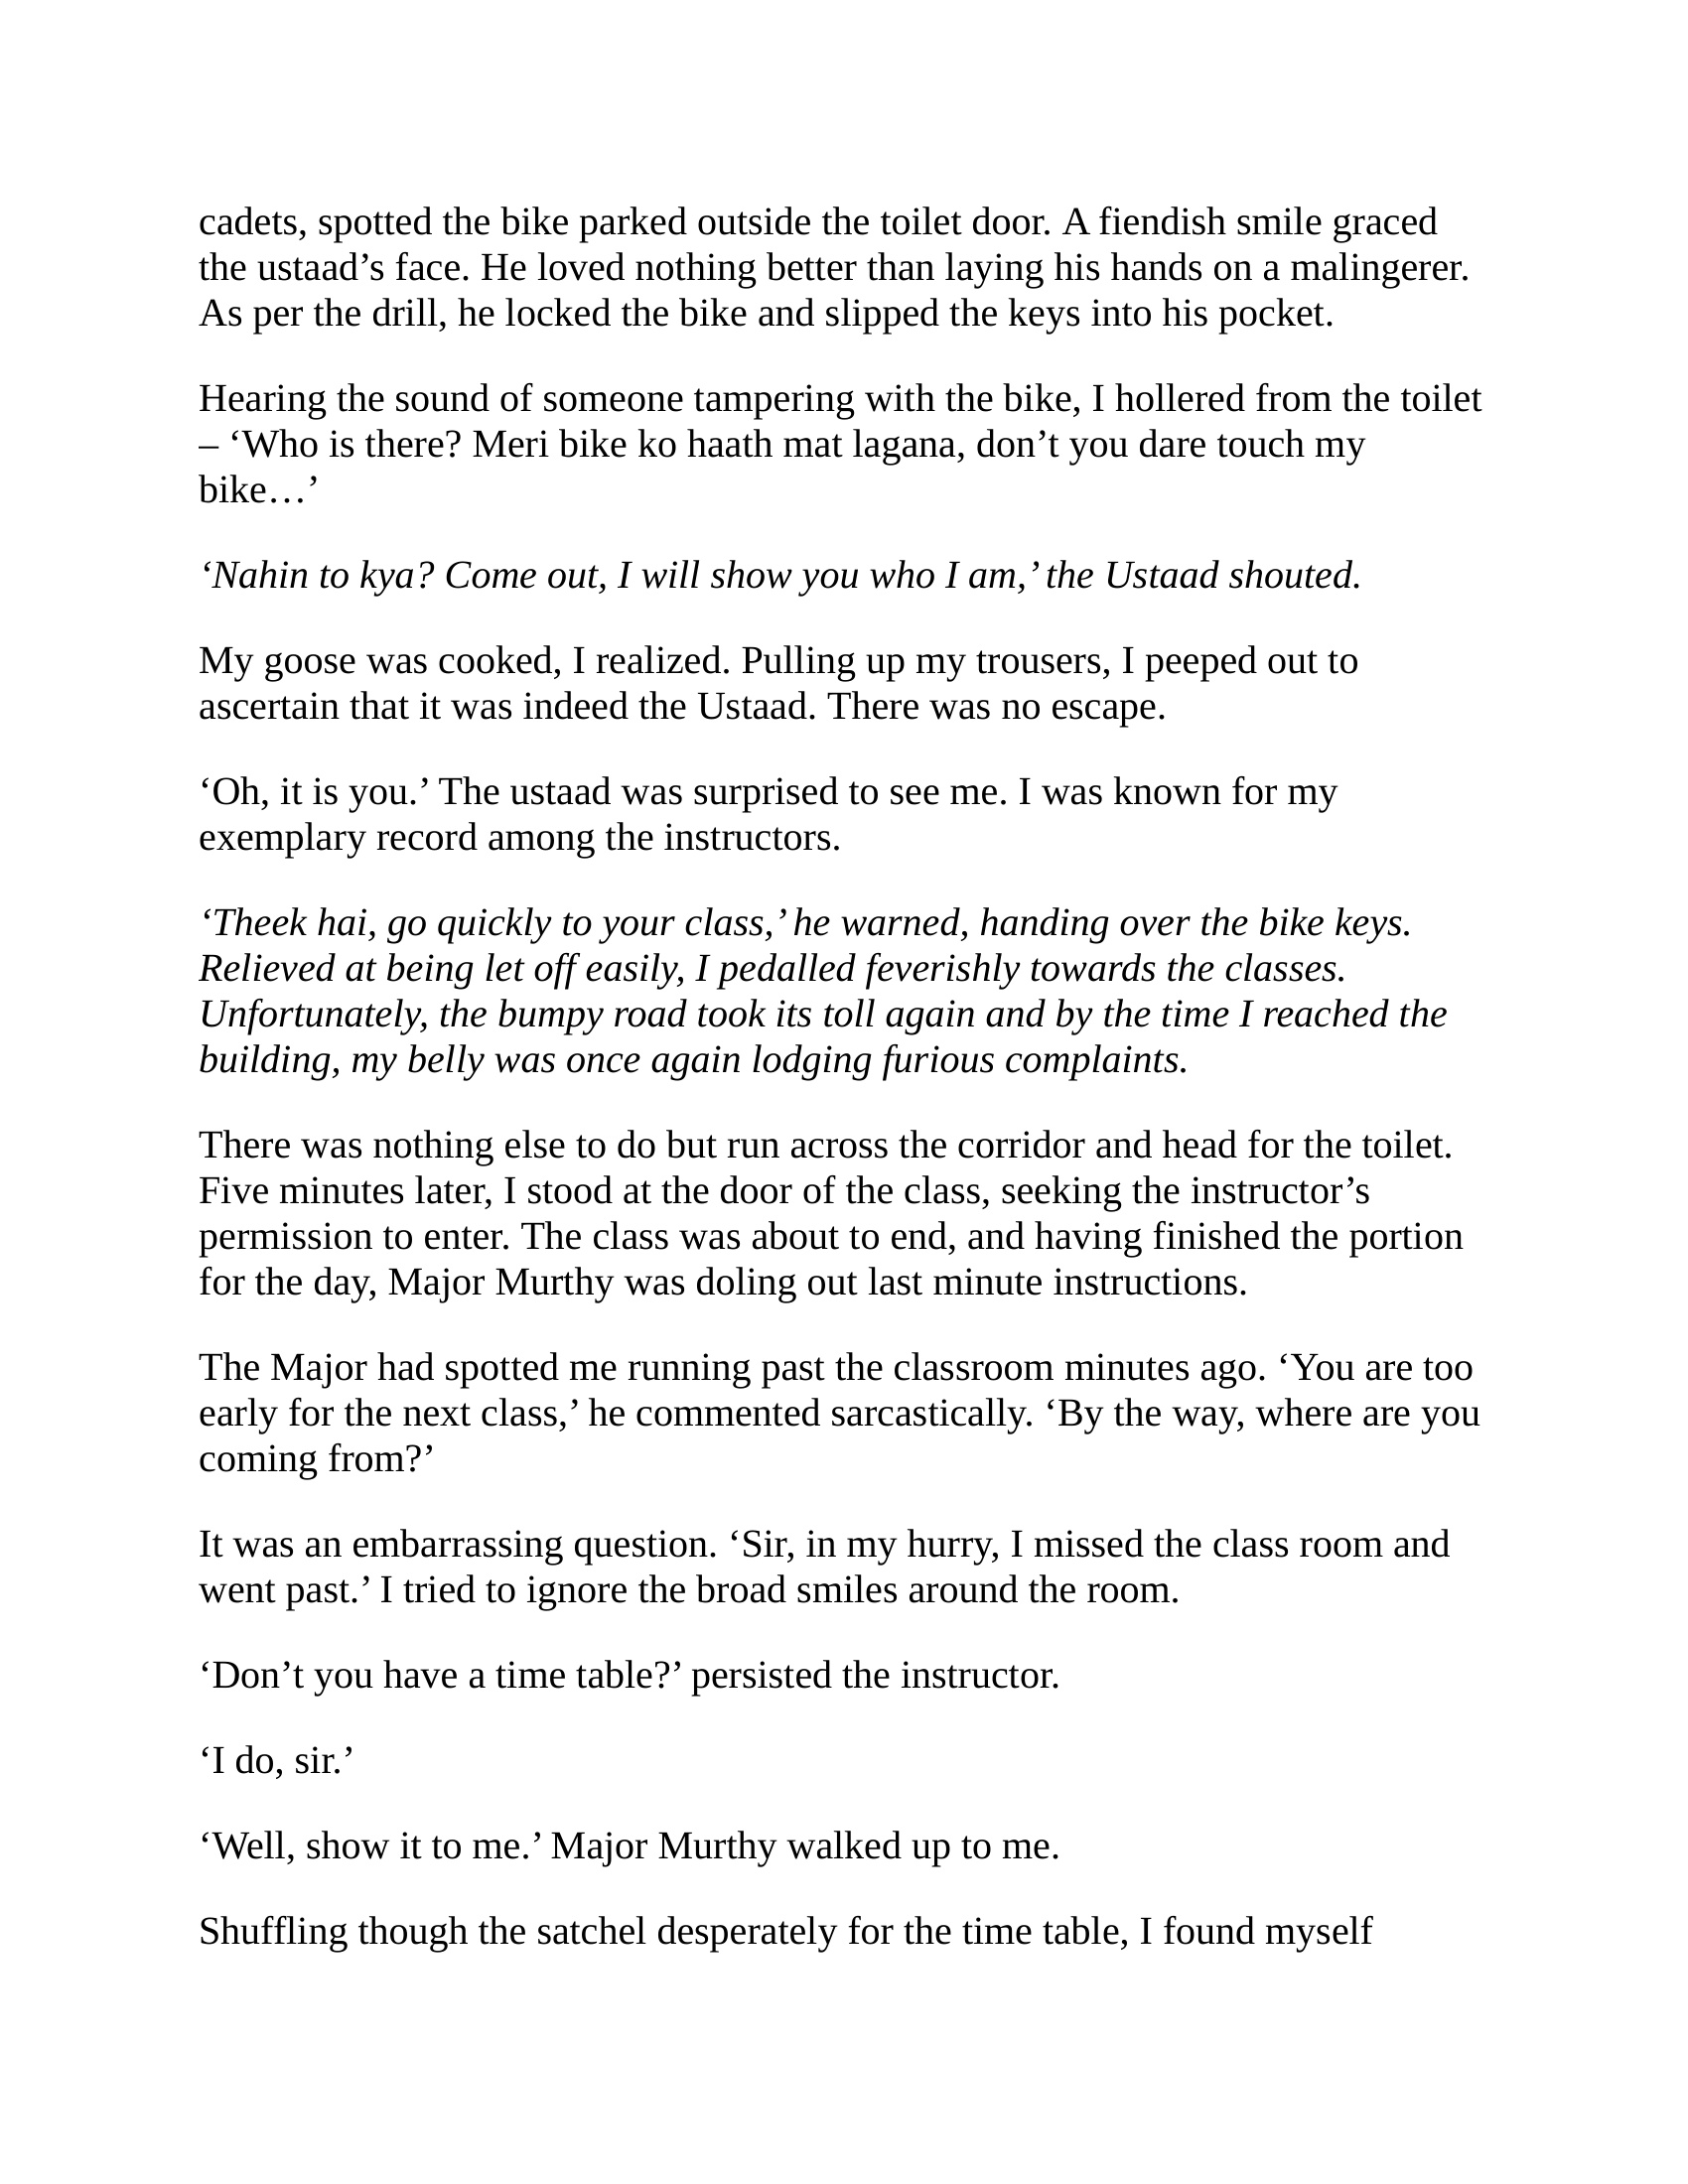 cadets, spotted the bike parked outside the toilet door. A fiendish smile graced
the ustaad’s face. He loved nothing better than laying his hands on a malingerer.
As per the drill, he locked the bike and slipped the keys into his pocket.
Hearing the sound of someone tampering with the bike, I hollered from the toilet
– ‘Who is there? Meri bike ko haath mat lagana, don’t you dare touch my
bike…’
‘Nahin to kya? Come out, I will show you who I am,’ the Ustaad shouted.
My goose was cooked, I realized. Pulling up my trousers, I peeped out to
ascertain that it was indeed the Ustaad. There was no escape.
‘Oh, it is you.’ The ustaad was surprised to see me. I was known for my
exemplary record among the instructors.
‘Theek hai, go quickly to your class,’ he warned, handing over the bike keys.
Relieved at being let off easily, I pedalled feverishly towards the classes.
Unfortunately, the bumpy road took its toll again and by the time I reached the
building, my belly was once again lodging furious complaints.
There was nothing else to do but run across the corridor and head for the toilet.
Five minutes later, I stood at the door of the class, seeking the instructor’s
permission to enter. The class was about to end, and having finished the portion
for the day, Major Murthy was doling out last minute instructions.
The Major had spotted me running past the classroom minutes ago. ‘You are too
early for the next class,’ he commented sarcastically. ‘By the way, where are you
coming from?’
It was an embarrassing question. ‘Sir, in my hurry, I missed the class room and
went past.’ I tried to ignore the broad smiles around the room.
‘Don’t you have a time table?’ persisted the instructor.
‘I do, sir.’
‘Well, show it to me.’ Major Murthy walked up to me.
Shuffling though the satchel desperately for the time table, I found myself